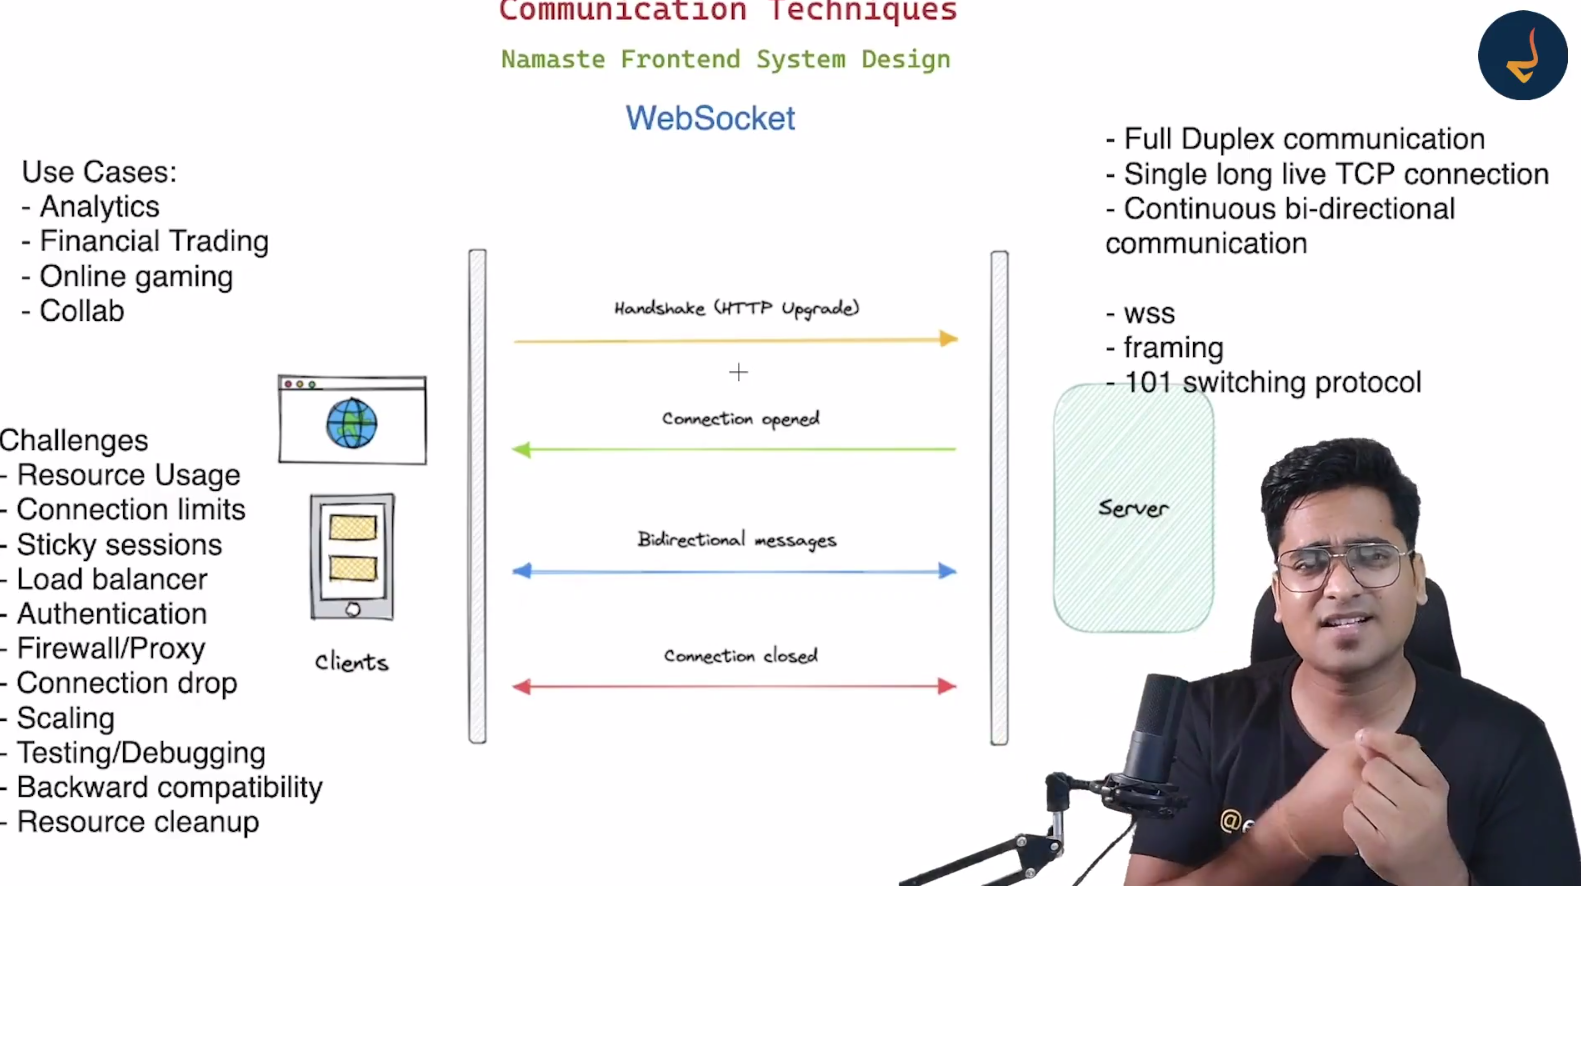 Communication Techniques
Namaste Frontend System Design
WebSocket
Use Cases:
- Analytics
- Financial Trading
- Online gaming
- Collab
Challenges
- Resource Usage
- Connection limits
- Sticky sessions
- Load balancer
- Authentication
- Firewall/Proxy
- Connection drop
- Scaling
- Testing/Debugging
- Backward compatibility
- Resource cleanup
Clients
Handshake (HTTP Upgrade)
Connection opened
Bidirectional messages
Connection closed
- Full Duplex communication
- Single long live TCP connection
- Continuous bi-directional
communication
- wss
- framing
- 101 switching protocol
Server